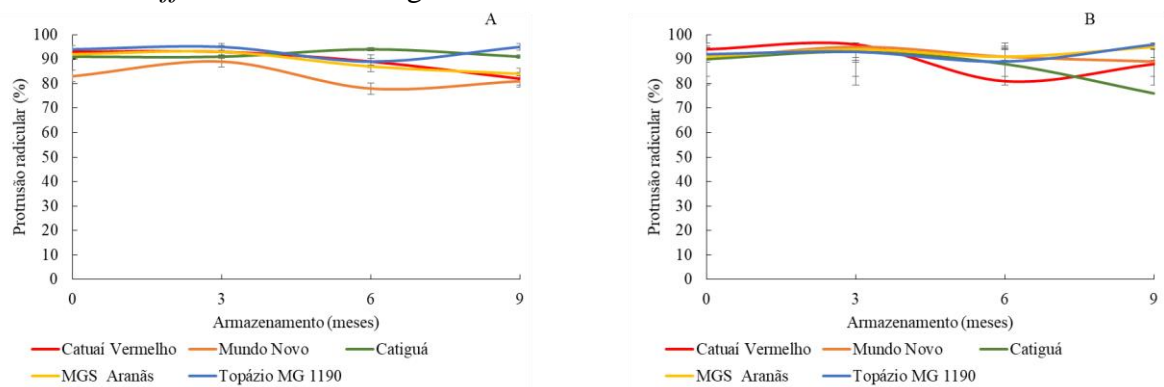 A
Protrusão radicular (%)
100
90
80
70
60
50
40
30
20
10
0
0 3 6 9
Armazenamento (meses)
Catuaí Vermelho Mundo Novo Catiguá
MGS Aranãs Topázio MG 1190
B
Protrusão radicular (%)
100
90
80
70
60
50
40
30
20
10
0
0 3 6 9
Armazenamento (meses)
Catuaí Vermelho Mundo Novo Catiguá
MGS Aranãs Topázio MG 1190